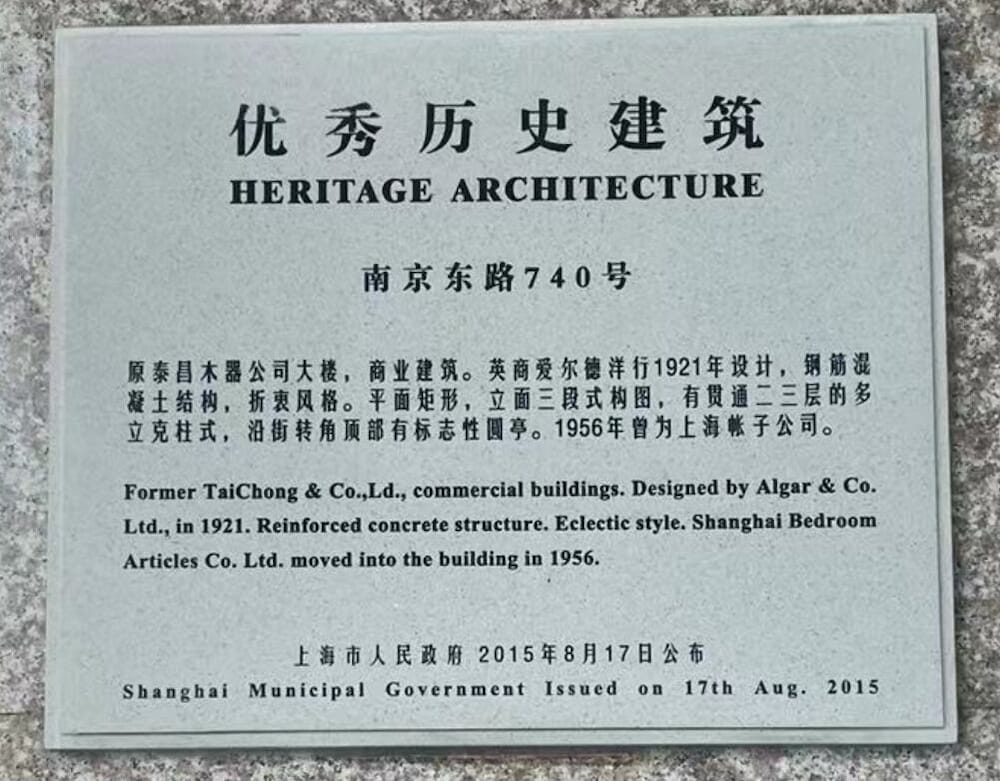 优秀历史建筑
HERITAGE ARCHITECTURE
南京东路740号
原泰昌木器公司大楼，商业建筑。英商爱尔德洋行1921年设计，钢筋混
凝土结构，折衷风格。平面矩形，立面三段式构图，有贯通二三层的多
立克柱式，沿街转角顶部有标志性圆亭。1956年曾为上海帐子公司。
Former TaiChong & Co.,Ld., commercial buildings. Designed by Algar & Co.
Ltd., in 1921. Reinforced concrete structure. Eclectic style. Shanghai Bedroom
Articles Co. Ltd. moved into the building in 1956.
上海市人民政府 2015年8月17日公布
Shanghai Municipal Government Issued on 17th Aug. 2015